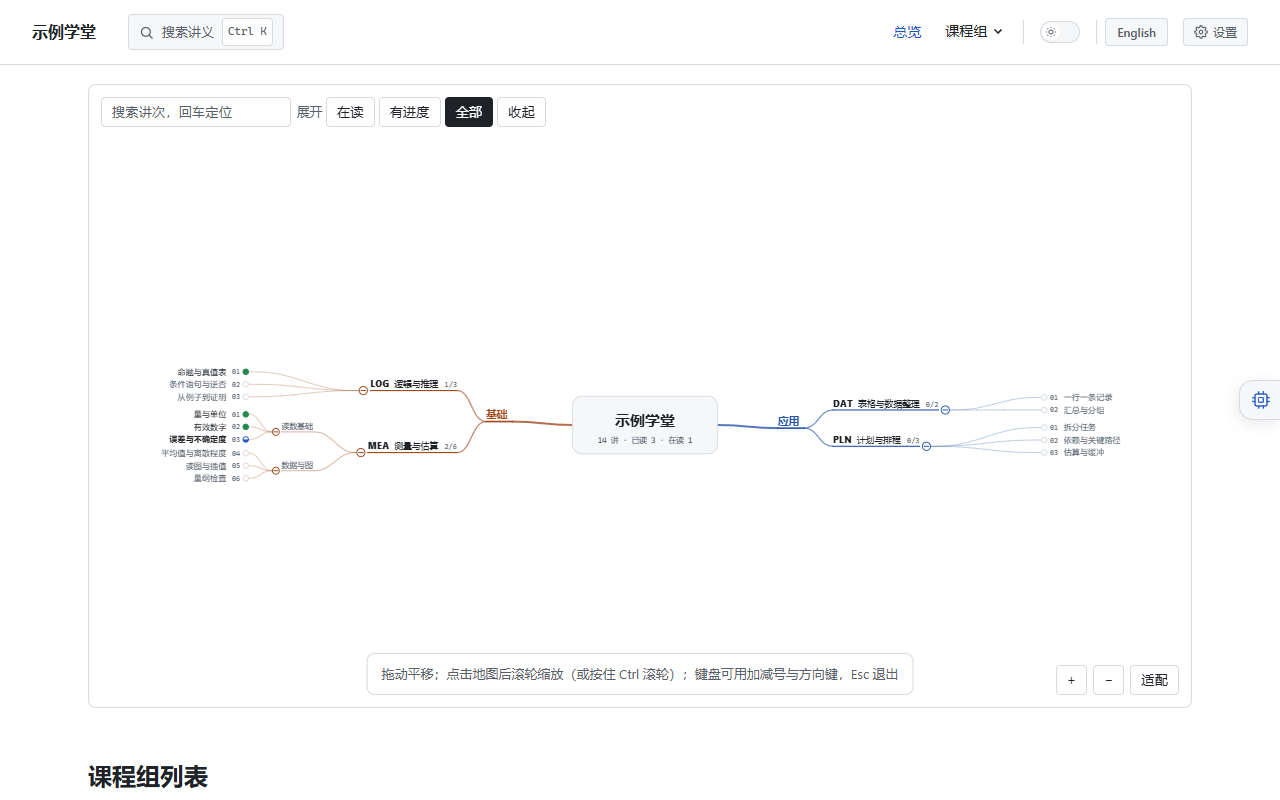 示例学堂
搜索讲义 Ctrl K
总览
课程组
English
设置
搜索讲次，回车定位
展开 在读 有进度 全部 收起
命题与真值表 01
条件语句与逆否 02
从例子到证明 03
LOG 逻辑与推理 1/3
量与单位 01
有效数字 02
误差与不确定度 03
读数基础
平均值与离散程度 04
读图与插值 05
量纲检查 06
数据与图
MEA 测量与估算 2/6
基础
示例学堂
14 讲 · 已读 3 · 在读 1
应用
DAT 表格与数据整理 0/2
01 一行一条记录
02 汇总与分组
PLN 计划与排程 0/3
01 拆分任务
02 依赖与关键路径
03 估算与缓冲
拖动平移；点击地图后滚轮缩放（或按住 Ctrl 滚轮）；键盘可用加减号与方向键，Esc 退出
+ − 适配
课程组列表